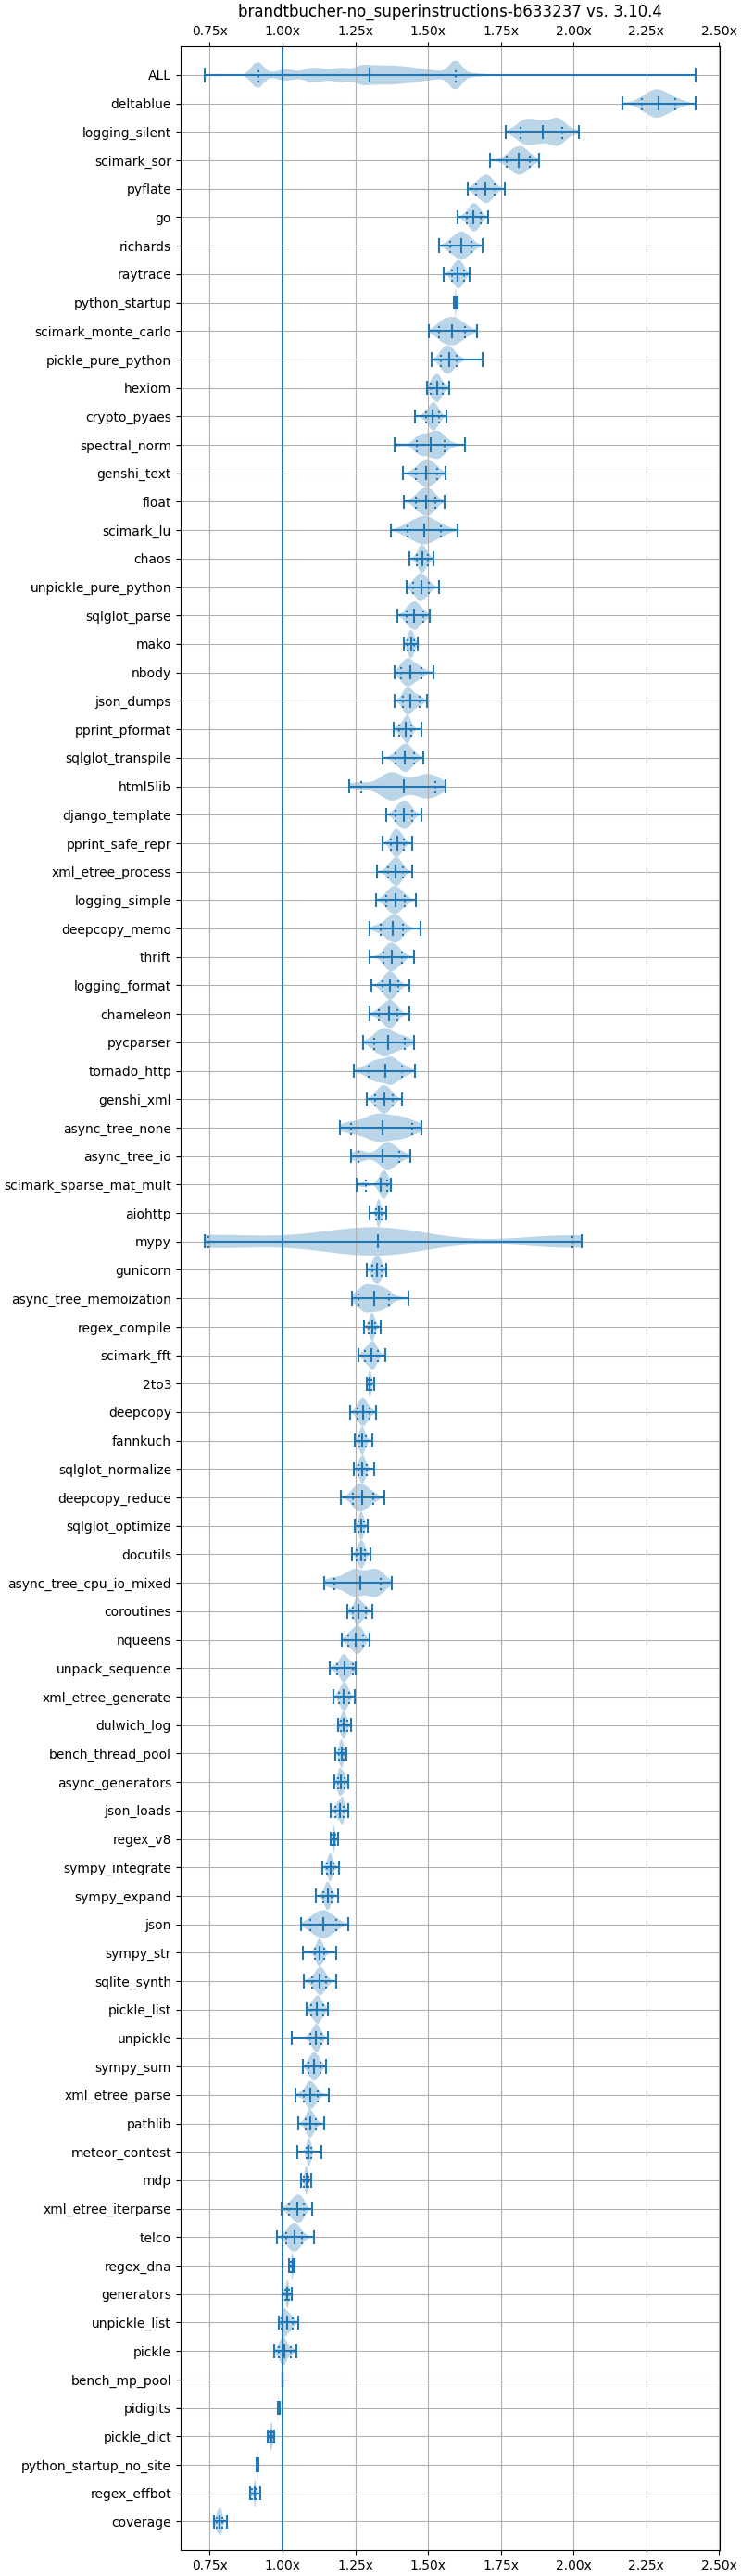 brandtbucher-no_superinstructions-b633237 vs. 3.10.4
0.75x 1.00x 1.25x 1.50x 1.75x 2.00x 2.25x 2.50x
ALL
deltablue
logging_silent
scimark_sor
pyflate
go
richards
raytrace
python_startup
scimark_monte_carlo
pickle_pure_python
hexiom
crypto_pyaes
spectral_norm
genshi_text
float
scimark_lu
chaos
unpickle_pure_python
sqlglot_parse
mako
nbody
json_dumps
pprint_pformat
sqlglot_transpile
html5lib
django_template
pprint_safe_repr
xml_etree_process
logging_simple
deepcopy_memo
thrift
logging_format
chameleon
pycparser
tornado_http
genshi_xml
async_tree_none
async_tree_io
scimark_sparse_mat_mult
aiohttp
mypy
gunicorn
async_tree_memoization
regex_compile
scimark_fft
2to3
deepcopy
fannkuch
sqlglot_normalize
deepcopy_reduce
sqlglot_optimize
docutils
async_tree_cpu_io_mixed
coroutines
nqueens
unpack_sequence
xml_etree_generate
dulwich_log
bench_thread_pool
async_generators
json_loads
regex_v8
sympy_integrate
sympy_expand
json
sympy_str
sqlite_synth
pickle_list
unpickle
sympy_sum
xml_etree_parse
pathlib
meteor_contest
mdp
xml_etree_iterparse
telco
regex_dna
generators
unpickle_list
pickle
bench_mp_pool
pidigits
pickle_dict
python_startup_no_site
regex_effbot
coverage
0.75x 1.00x 1.25x 1.50x 1.75x 2.00x 2.25x 2.50x